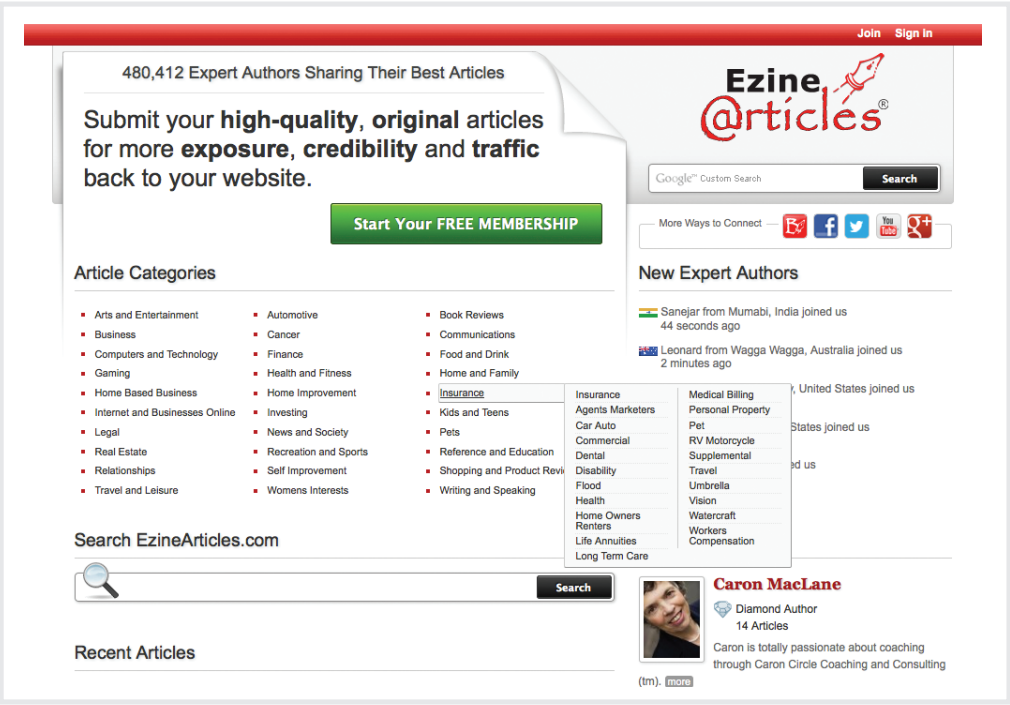 Join Sign in
480,412 Expert Authors Sharing Their Best Articles
Submit your high-quality, original articles
for more exposure, credibility and traffic
back to your website.
Start Your FREE MEMBERSHIP
Ezine
@rticles®
Google™ Custom Search
Search
More Ways to Connect
You
Tube
g+
Article Categories
Arts and Entertainment
Business
Computers and Technology
Gaming
Home Based Business
Internet and Businesses Online
Legal
Real Estate
Relationships
Travel and Leisure
Automotive
Cancer
Finance
Health and Fitness
Home Improvement
Investing
News and Society
Recreation and Sports
Self Improvement
Womens Interests
Book Reviews
Communications
Food and Drink
Home and Family
Insurance
Kids and Teens
Pets
Reference and Education
Shopping and Product Revi
Writing and Speaking
Insurance
Agents Marketers
Car Auto
Commercial
Dental
Disability
Flood
Health
Home Owners
Renters
Life Annuities
Long Term Care
Medical Billing
Personal Property
Pet
RV Motorcycle
Supplemental
Travel
Umbrella
Vision
Watercraft
Workers
Compensation
New Expert Authors
Sanejar from Mumabi, India joined us
44 seconds ago
Leonard from Wagga Wagga, Australia joined us
2 minutes ago
, United States joined us
States joined us
ed us
Search EzineArticles.com
Search
Recent Articles
Caron MacLane
Diamond Author
14 Articles
Caron is totally passionate about coaching
through Caron Circle Coaching and Consulting
(tm). more